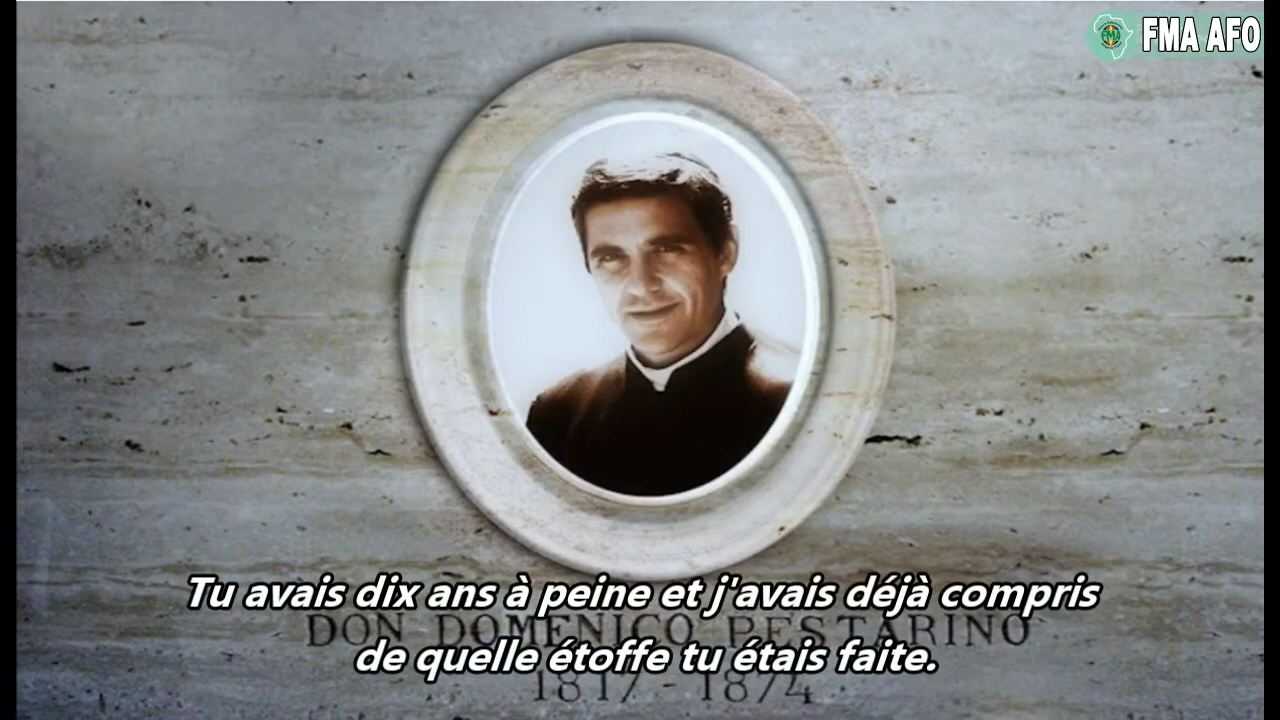 FMA AFO
Tu avais dix ans à peine et j'avais déjà compris
DON DOMENICO PESTARINO
de quelle étoffe tu étais faite.
1817 - 1874